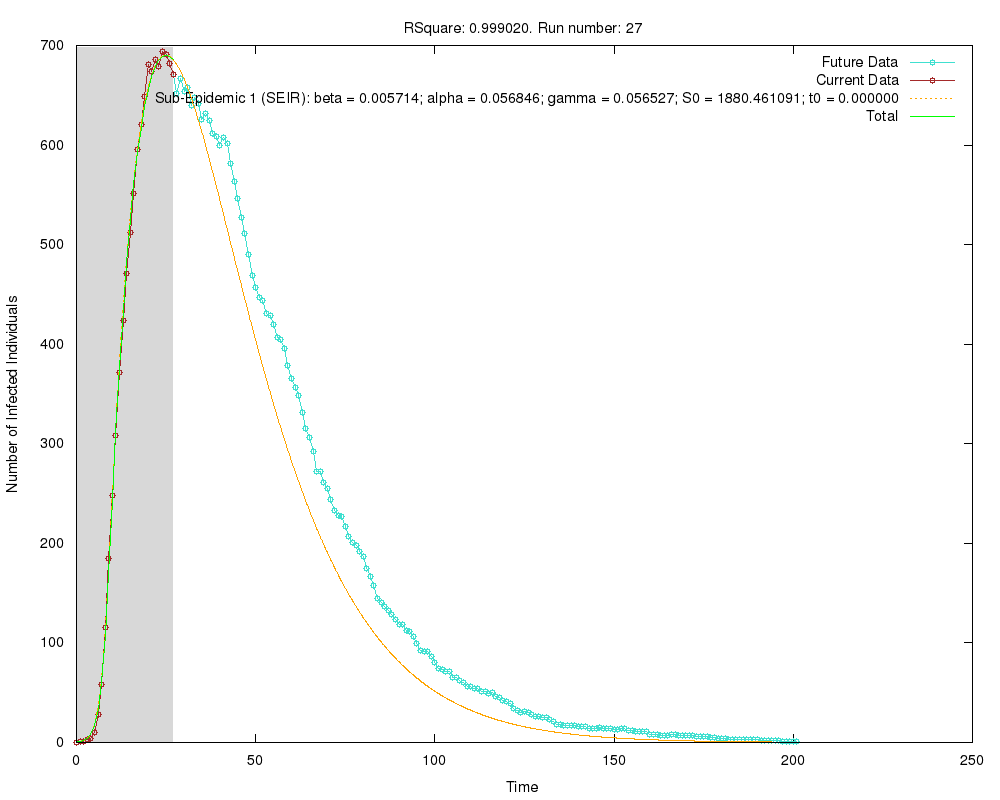 RSquare: 0.999020. Run number: 27
Future Data
Current Data
Sub-Epidemic 1 (SEIR): beta = 0.005714; alpha = 0.056846; gamma = 0.056527; S0 = 1880.461091; t0 = 0.000000
Total
Number of Infected Individuals
700
600
500
400
300
200
100
0
0 50 100 150 200 250
Time